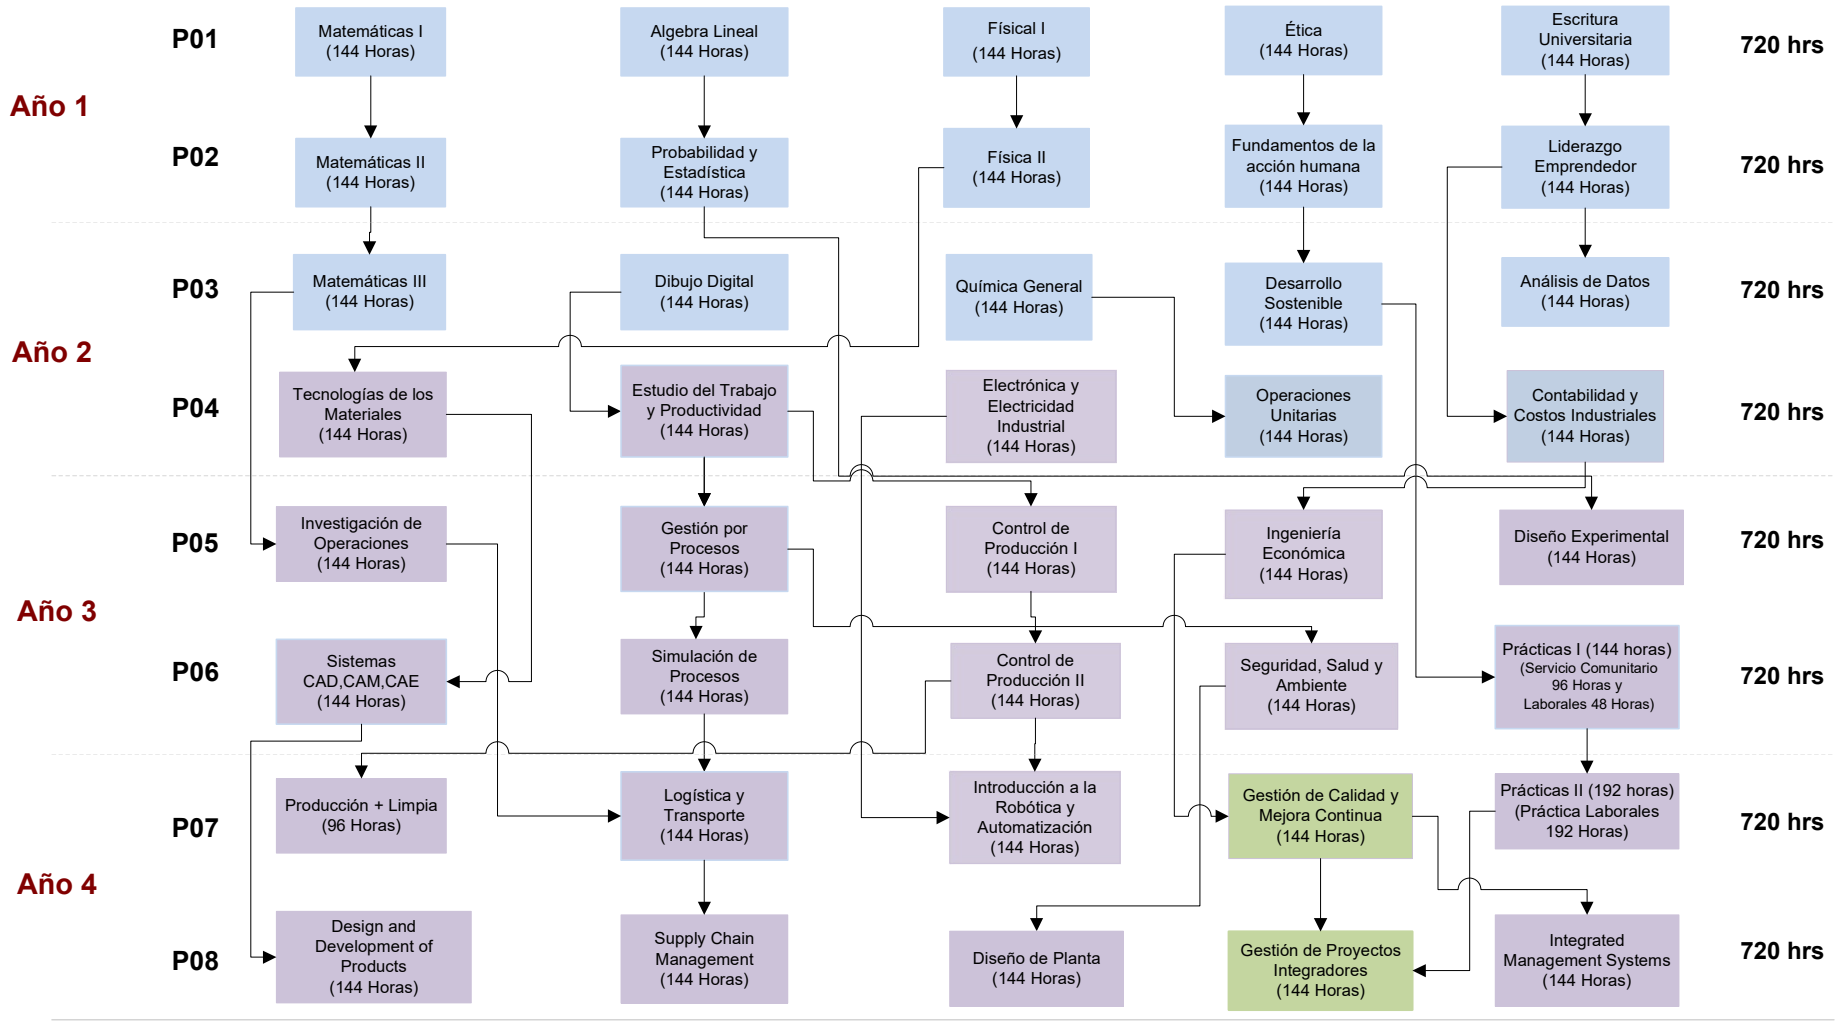 P01
Matemáticas I
(144 Horas)
Algebra Lineal
(144 Horas)
Físical I
(144 Horas)
Ética
(144 Horas)
Escritura
Universitaria
(144 Horas)
720 hrs
Año 1
P02
Matemáticas II
(144 Horas)
Probabilidad y
Estadística
(144 Horas)
Física II
(144 Horas)
Fundamentos de la
acción humana
(144 Horas)
Liderazgo
Emprendedor
(144 Horas)
720 hrs
P03
Matemáticas III
(144 Horas)
Dibujo Digital
(144 Horas)
Química General
(144 Horas)
Desarrollo
Sostenible
(144 Horas)
Análisis de Datos
(144 Horas)
720 hrs
Año 2
P04
Tecnologías de los
Materiales
(144 Horas)
Estudio del Trabajo
y Productividad
(144 Horas)
Electrónica y
Electricidad
Industrial
(144 Horas)
Operaciones
Unitarias
(144 Horas)
Contabilidad y
Costos Industriales
(144 Horas)
720 hrs
P05
Investigación de
Operaciones
(144 Horas)
Gestión por
Procesos
(144 Horas)
Control de
Producción I
(144 Horas)
Ingeniería
Económica
(144 Horas)
Diseño Experimental
(144 Horas)
720 hrs
Año 3
P06
Sistemas
CAD,CAM,CAE
(144 Horas)
Simulación de
Procesos
(144 Horas)
Control de
Producción II
(144 Horas)
Seguridad, Salud y
Ambiente
(144 Horas)
Prácticas I (144 horas)
(Servicio Comunitario
96 Horas y
Laborales 48 Horas)
720 hrs
P07
Producción + Limpia
(96 Horas)
Logística y
Transporte
(144 Horas)
Introducción a la
Robótica y
Automatización
(144 Horas)
Gestión de Calidad y
Mejora Continua
(144 Horas)
Prácticas II (192 horas)
(Práctica Laborales
192 Horas)
720 hrs
Año 4
P08
Design and
Development of
Products
(144 Horas)
Supply Chain
Management
(144 Horas)
Diseño de Planta
(144 Horas)
Gestión de Proyectos
Integradores
(144 Horas)
Integrated
Management Systems
(144 Horas)
720 hrs